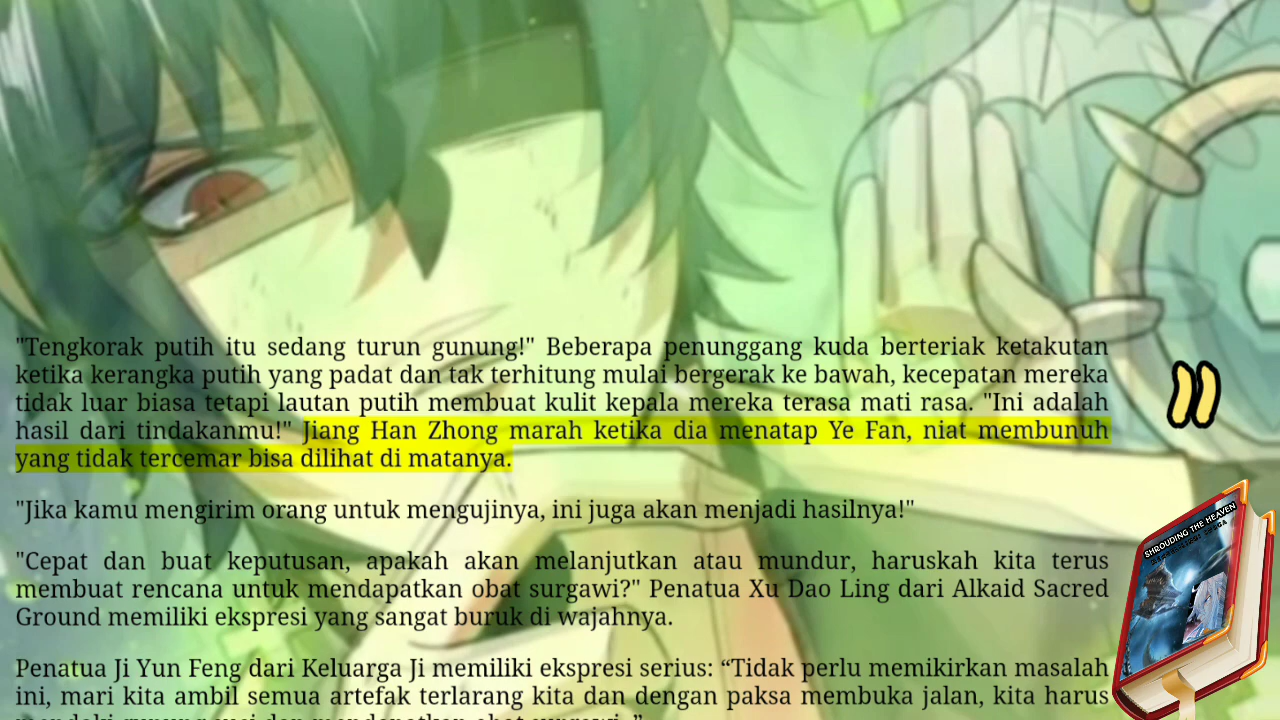 "Tengkorak putih itu sedang turun gunung!" Beberapa penunggang kuda berteriak ketakutan
ketika kerangka putih yang padat dan tak terhitung mulai bergerak ke bawah, kecepatan mereka
tidak luar biasa tetapi lautan putih membuat kulit kepala mereka terasa mati rasa. "Ini adalah
hasil dari tindakanmu!" Jiang Han Zhong marah ketika dia menatap Ye Fan, niat membunuh
yang tidak tercemar bisa dilihat di matanya.
"Jika kamu mengirim orang untuk mengujinya, ini juga akan menjadi hasilnya!"
"Cepat dan buat keputusan, apakah akan melanjutkan atau mundur, haruskah kita terus
membuat rencana untuk mendapatkan obat surgawi?" Penatua Xu Dao Ling dari Alkaid Sacred
Ground memiliki ekspresi yang sangat buruk di wajahnya.
Penatua Ji Yun Feng dari Keluarga Ji memiliki ekspresi serius: “Tidak perlu memikirkan masalah
ini, mari kita ambil semua artefak terlarang kita dan dengan paksa membuka jalan, kita harus
SHROUDING THE HEAVEN